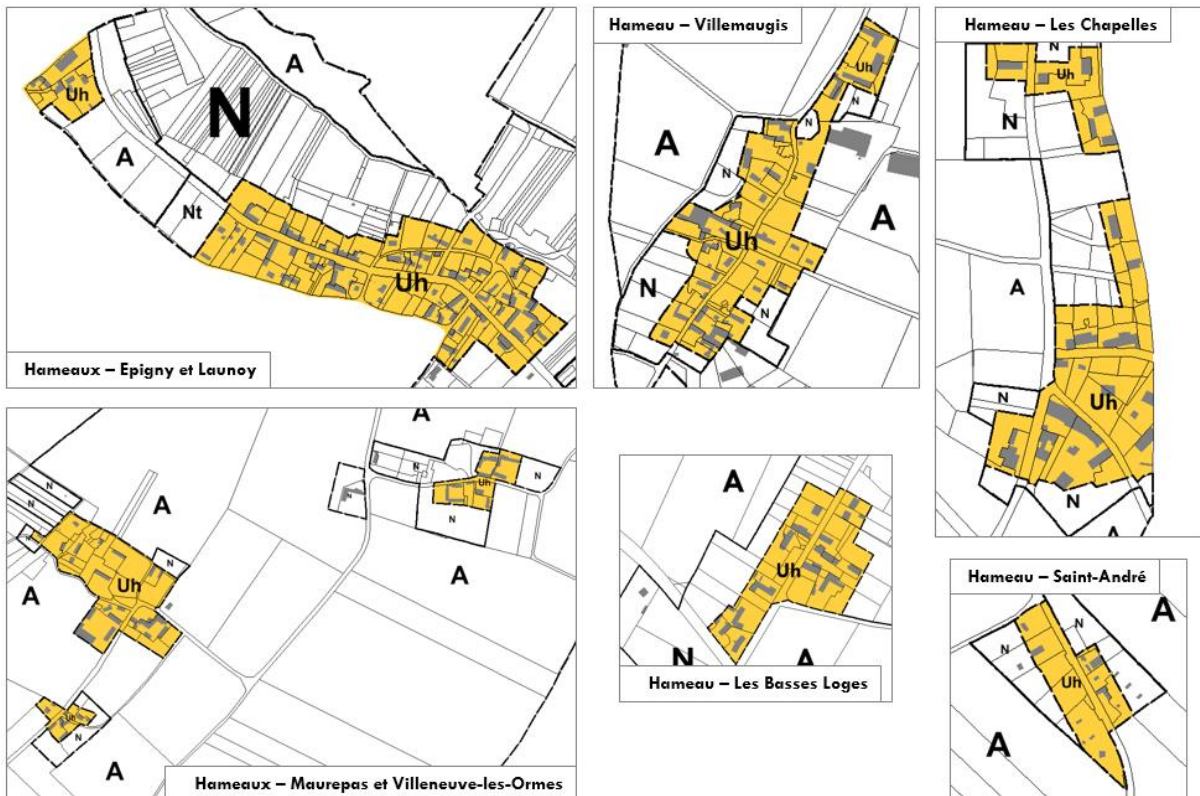 Hameau – Villemaugis
Hameau – Les Chapelles
A
N
Uh
A
Nt
Uh
Hameaux – Epigny et Launoy
Uh
N
A
N
N
Uh
A
N
N
N
Uh
N
A
N
Uh
N
A
A
N
N
A
N
Uh
A
N
Uh
N
N
N
A
Uh
N
A
Hameaux – Maurepas et Villeneuve-les-Ormes
A
Uh
N
A
Hameau – Les Basses Loges
Hameau – Saint-André
A
N
N
Uh
A